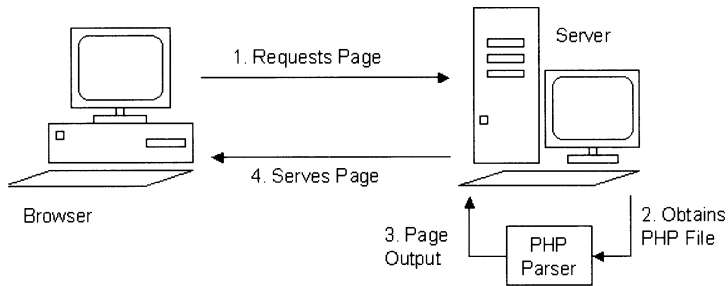 Server
1. Requests Page
4. Serves Page
Browser
2. Obtains
PHP File
3. Page
Output
PHP
Parser